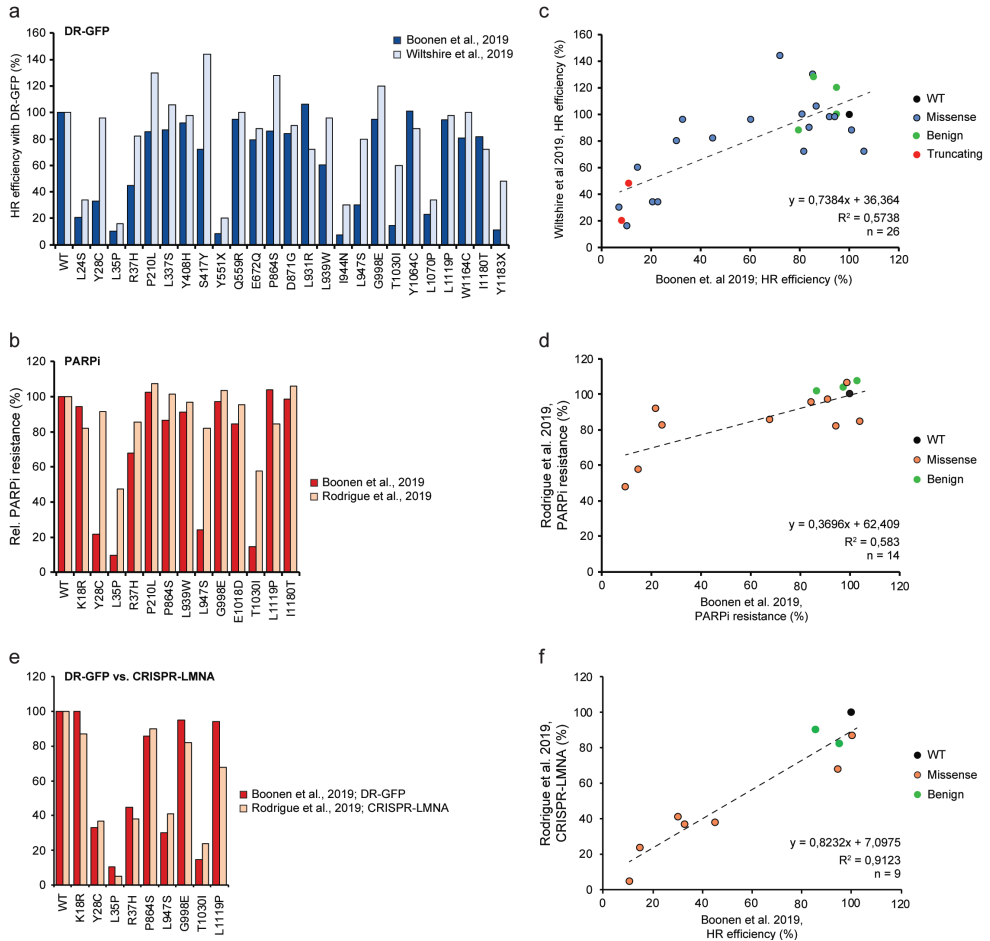 a
DR-GFP
HR efficiency with DR-GFP (%)
160
140
120
100
80
60
40
20
0
Boonen et al., 2019
Wiltshire et al., 2019
WT
L24S
Y28C
L35P
R37H
P210L
L337S
Y408H
S417Y
Y551X
Q559R
E672Q
P864S
D871G
L931R
L939W
I944N
L947S
G998E
T1030I
Y1064C
L1070P
L1119P
W1164C
I1180T
Y1183X
c
Wiltshire et al 2019, HR efficiency (%)
160
140
120
100
80
60
40
20
0
0 20 40 60 80 100 120
Boonen et. al 2019; HR efficiency (%)
y = 0,7384x + 36,364
R² = 0,5738
n = 26
WT
Missense
Benign
Truncating
b
PARPi
Rel. PARPi resistance (%)
120
100
80
60
40
20
0
WT
K18R
Y28C
L35P
R37H
P210L
P864S
L939W
L947S
G998E
E1018D
T1030I
L1119P
I1180T
Boonen et al., 2019
Rodrigue et al., 2019
d
Rodrigue et al. 2019,
PARPi resistance (%)
120
100
80
60
40
20
0
0 20 40 60 80 100 120
Boonen et al. 2019,
PARPi resistance (%)
y = 0,3696x + 62,409
R² = 0,583
n = 14
WT
Missense
Benign
e
DR-GFP vs. CRISPR-LMNA
120
100
80
60
40
20
0
WT
K18R
Y28C
L35P
R37H
P864S
L947S
G998E
T1030I
L1119P
Boonen et al., 2019; DR-GFP
Rodrigue et al., 2019; CRISPR-LMNA
f
Rodrigue et al. 2019,
CRISPR-LMNA (%)
120
100
80
60
40
20
0
0 20 40 60 80 100 120
Boonen et al. 2019,
HR efficiency (%)
y = 0,8232x + 7,0975
R² = 0,9123
n = 9
WT
Missense
Benign